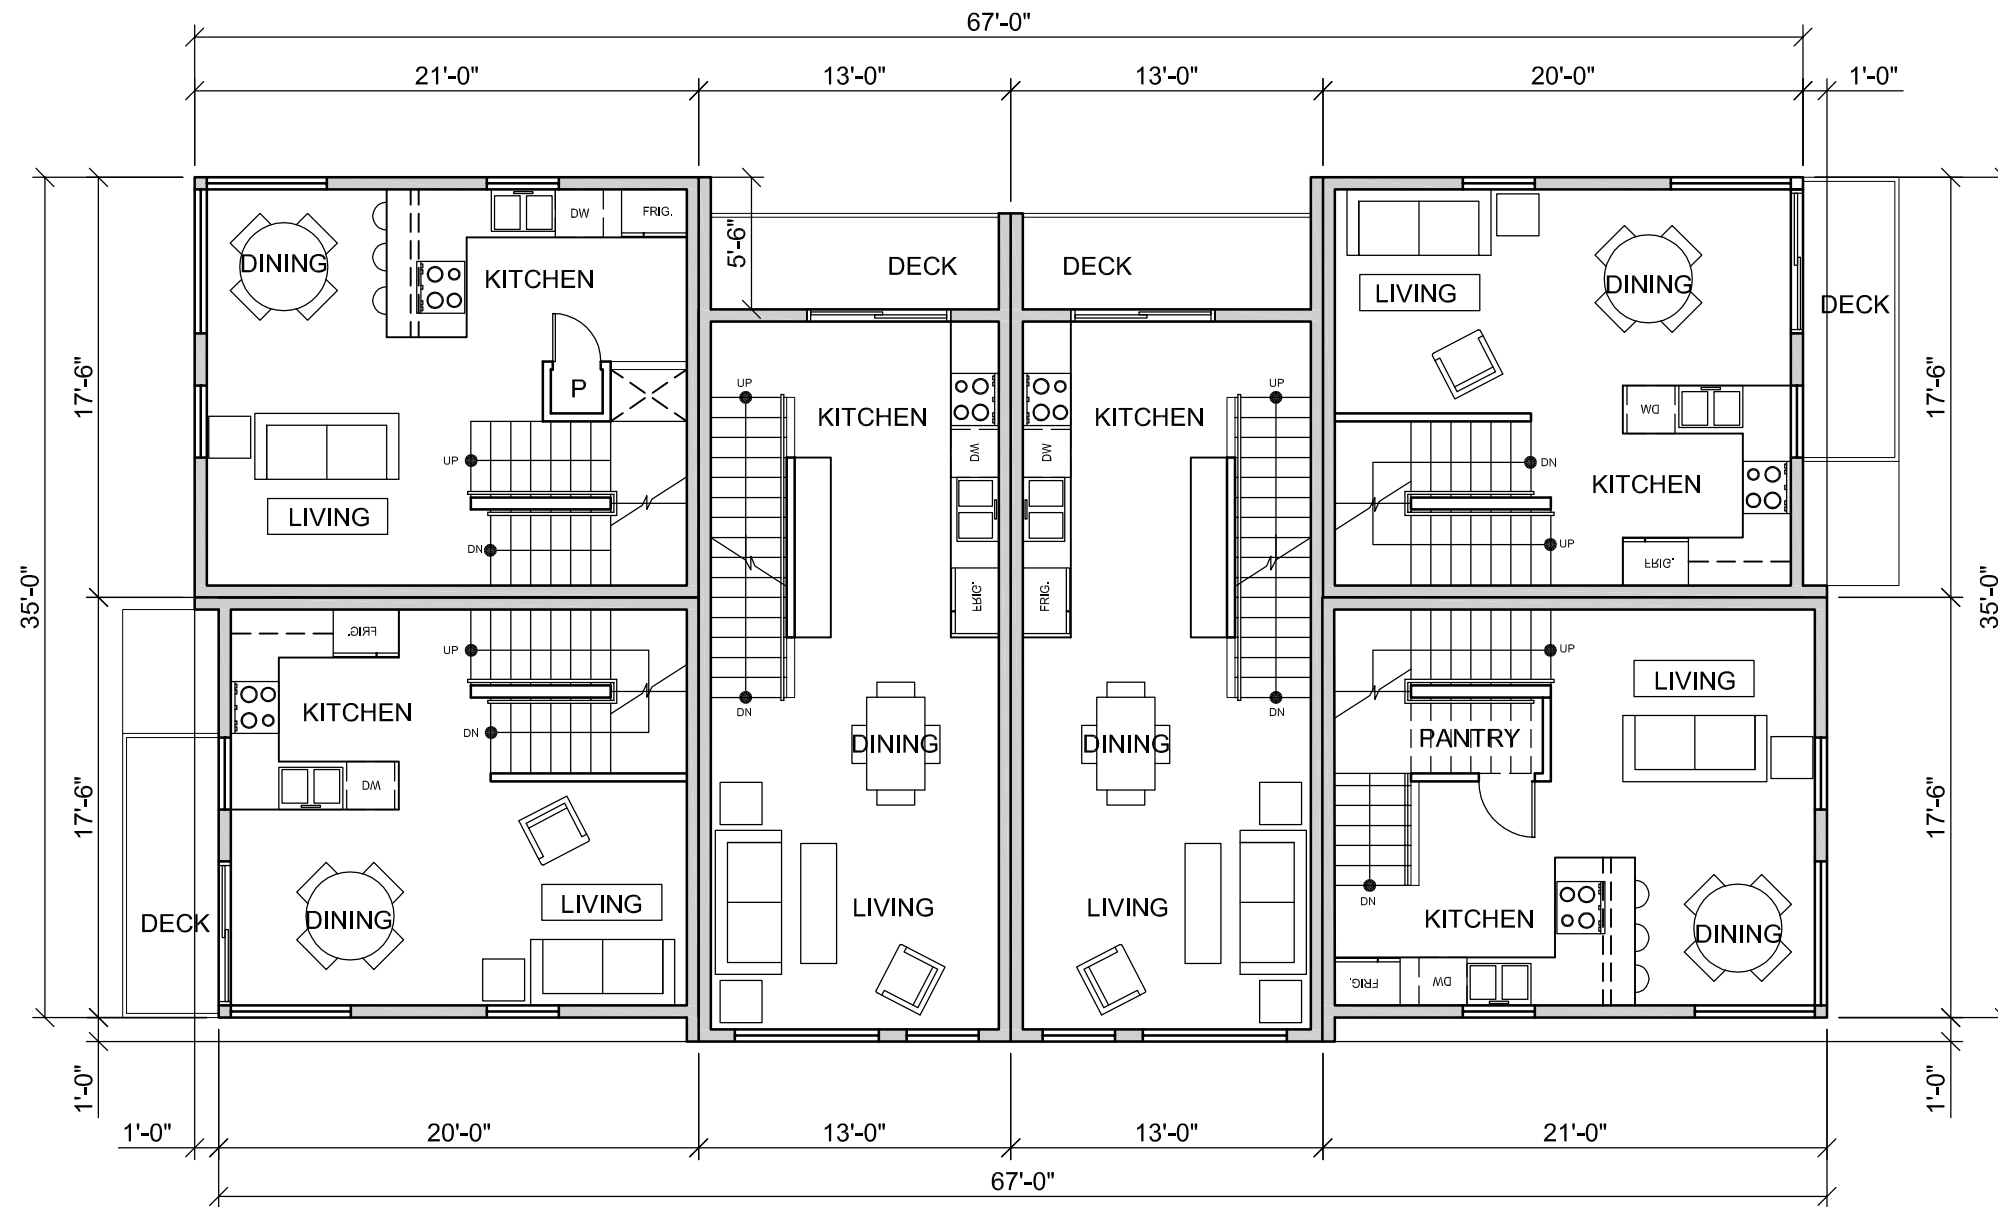 67'-0"
21'-0"
13'-0"
13'-0"
20'-0"
1'-0"
DW
FRIG.
DINING
KITCHEN
5'-6"
DECK
DECK
LIVING
DINING
DECK
17'-6"
P
UP
KITCHEN
KITCHEN
UP
DW
17'-6"
UP
DW
DW
DN
KITCHEN
LIVING
DN
UP
FRIG.
35'-0"
FRIG.
FRIG.
35'-0"
FRIG.
UP
UP
LIVING
KITCHEN
DN
DN
DN
DINING
DINING
PANTRY
17'-6"
DW
17'-6"
DN
LIVING
LIVING
LIVING
DECK
DINING
KITCHEN
DINING
FRIG.
DW
1'-0"
1'-0"
1'-0"
20'-0"
13'-0"
13'-0"
21'-0"
67'-0"